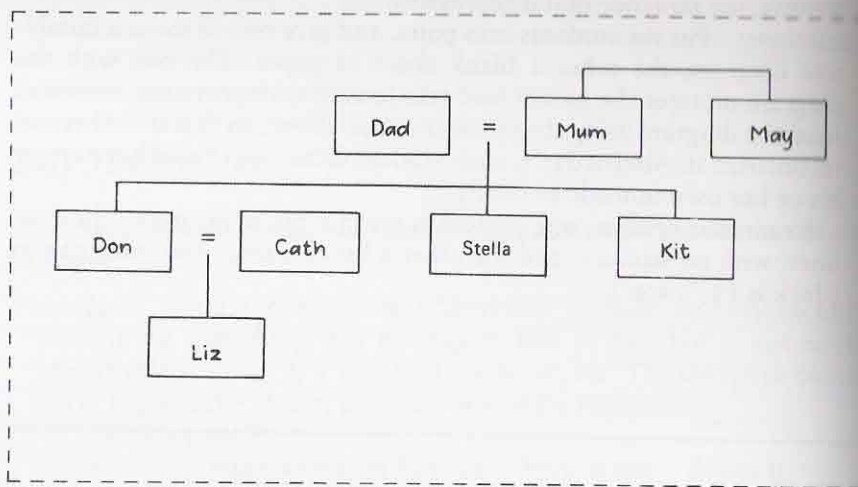 Dad = Mum May
Don = Cath Stella Kit
Liz